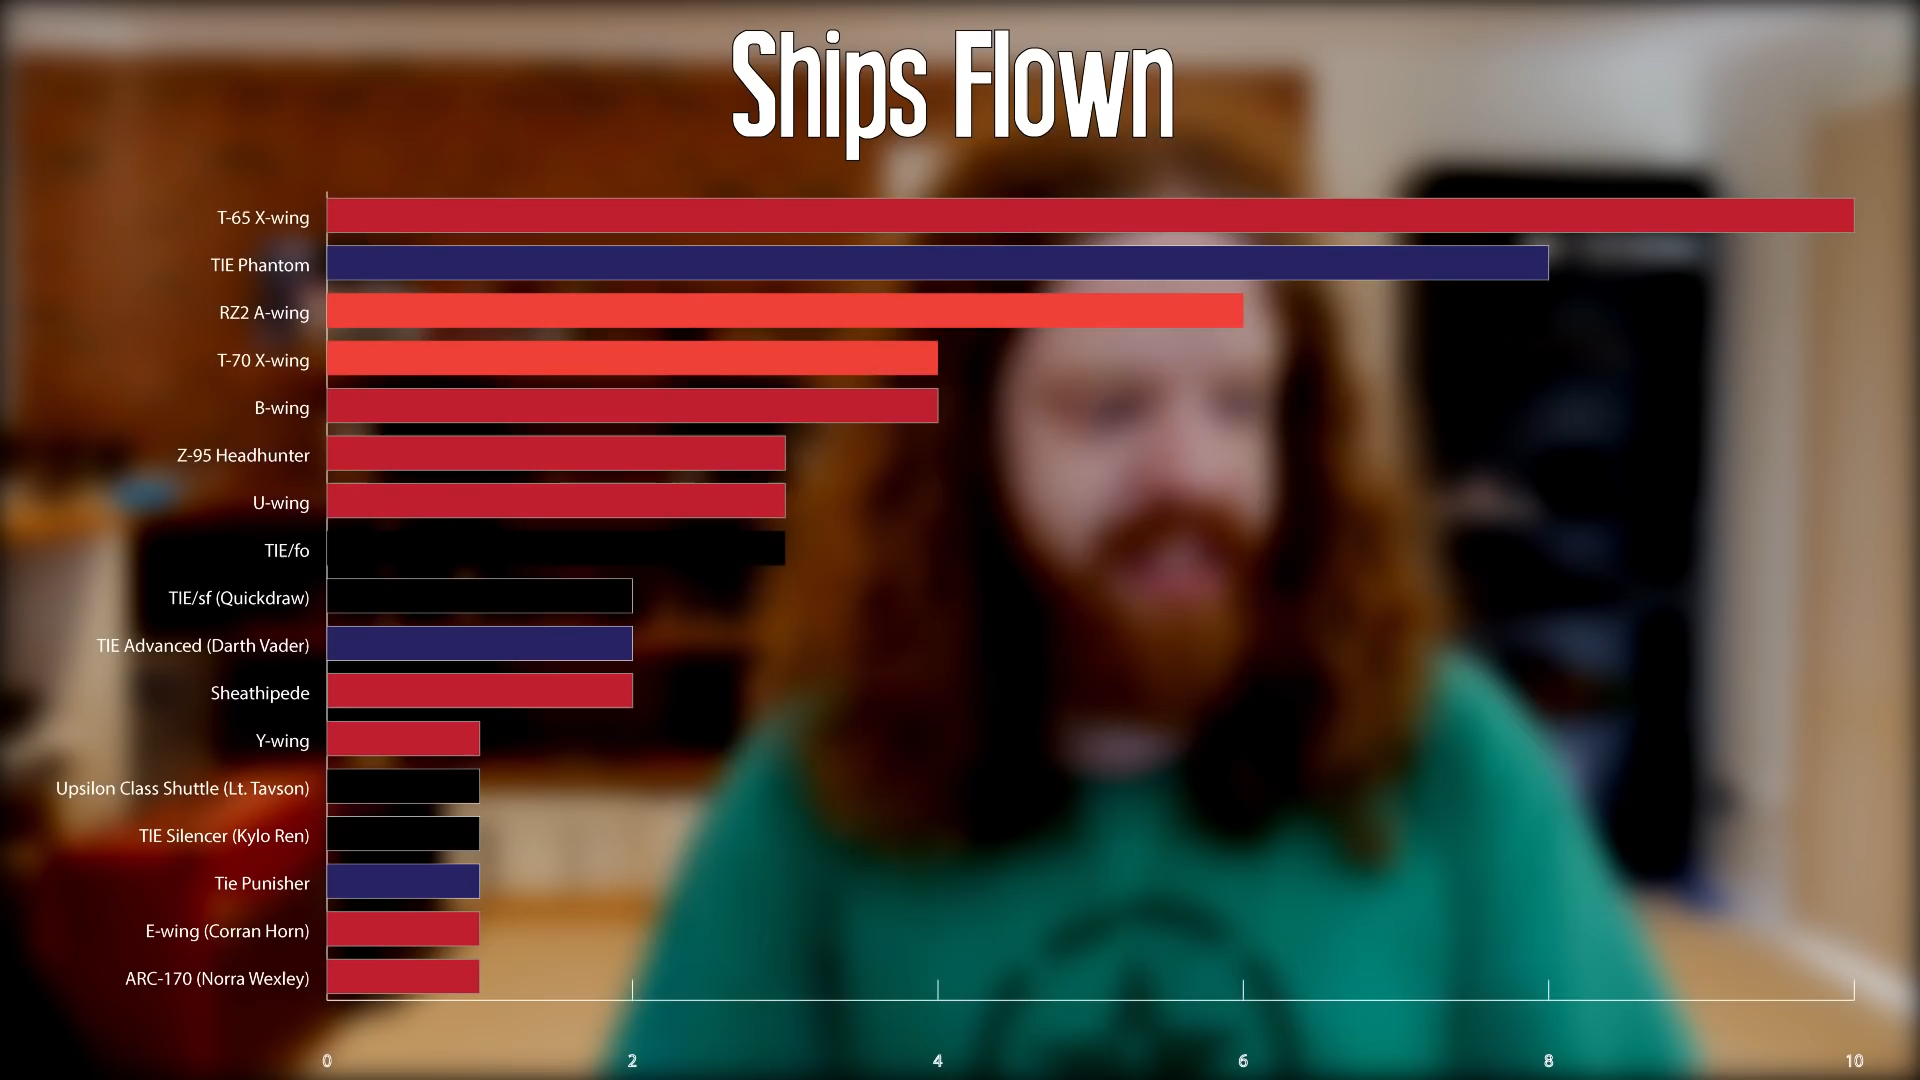 Ships Flown
T-65 X-wing
TIE Phantom
RZ2 A-wing
T-70 X-wing
B-wing
Z-95 Headhunter
U-wing
TIE/fo
TIE/sf (Quickdraw)
TIE Advanced (Darth Vader)
Sheathipede
Y-wing
Upsilon Class Shuttle (Lt. Tavson)
TIE Silencer (Kylo Ren)
Tie Punisher
E-wing (Corran Horn)
ARC-170 (Norra Wexley)
0 2 4 6 8 10